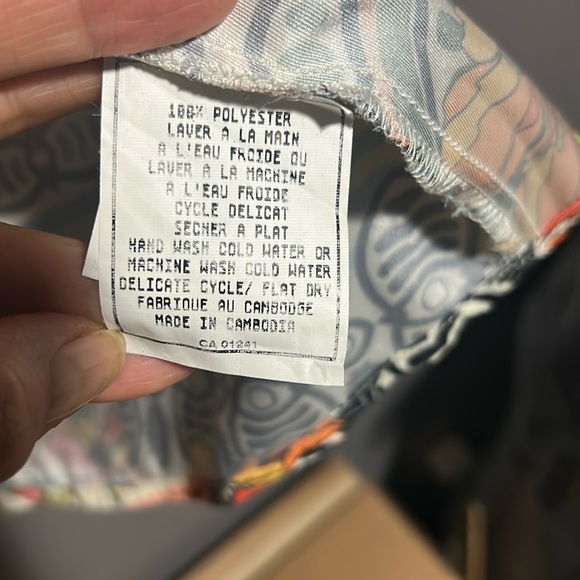 100% POLYESTER
LAVER A LA MAIN
A L'EAU FROIDE OU
LAVER A LA MACHINE
A L'EAU FROIDE
CYCLE DELICAT
SECHER A PLAT
HAND WASH COLD WATER OR
MACHINE WASH COLD WATER
DELICATE CYCLE/ FLAT DRY
FABRIQUE AU CAMBODGE
MADE IN CAMBODIA
CA 01241